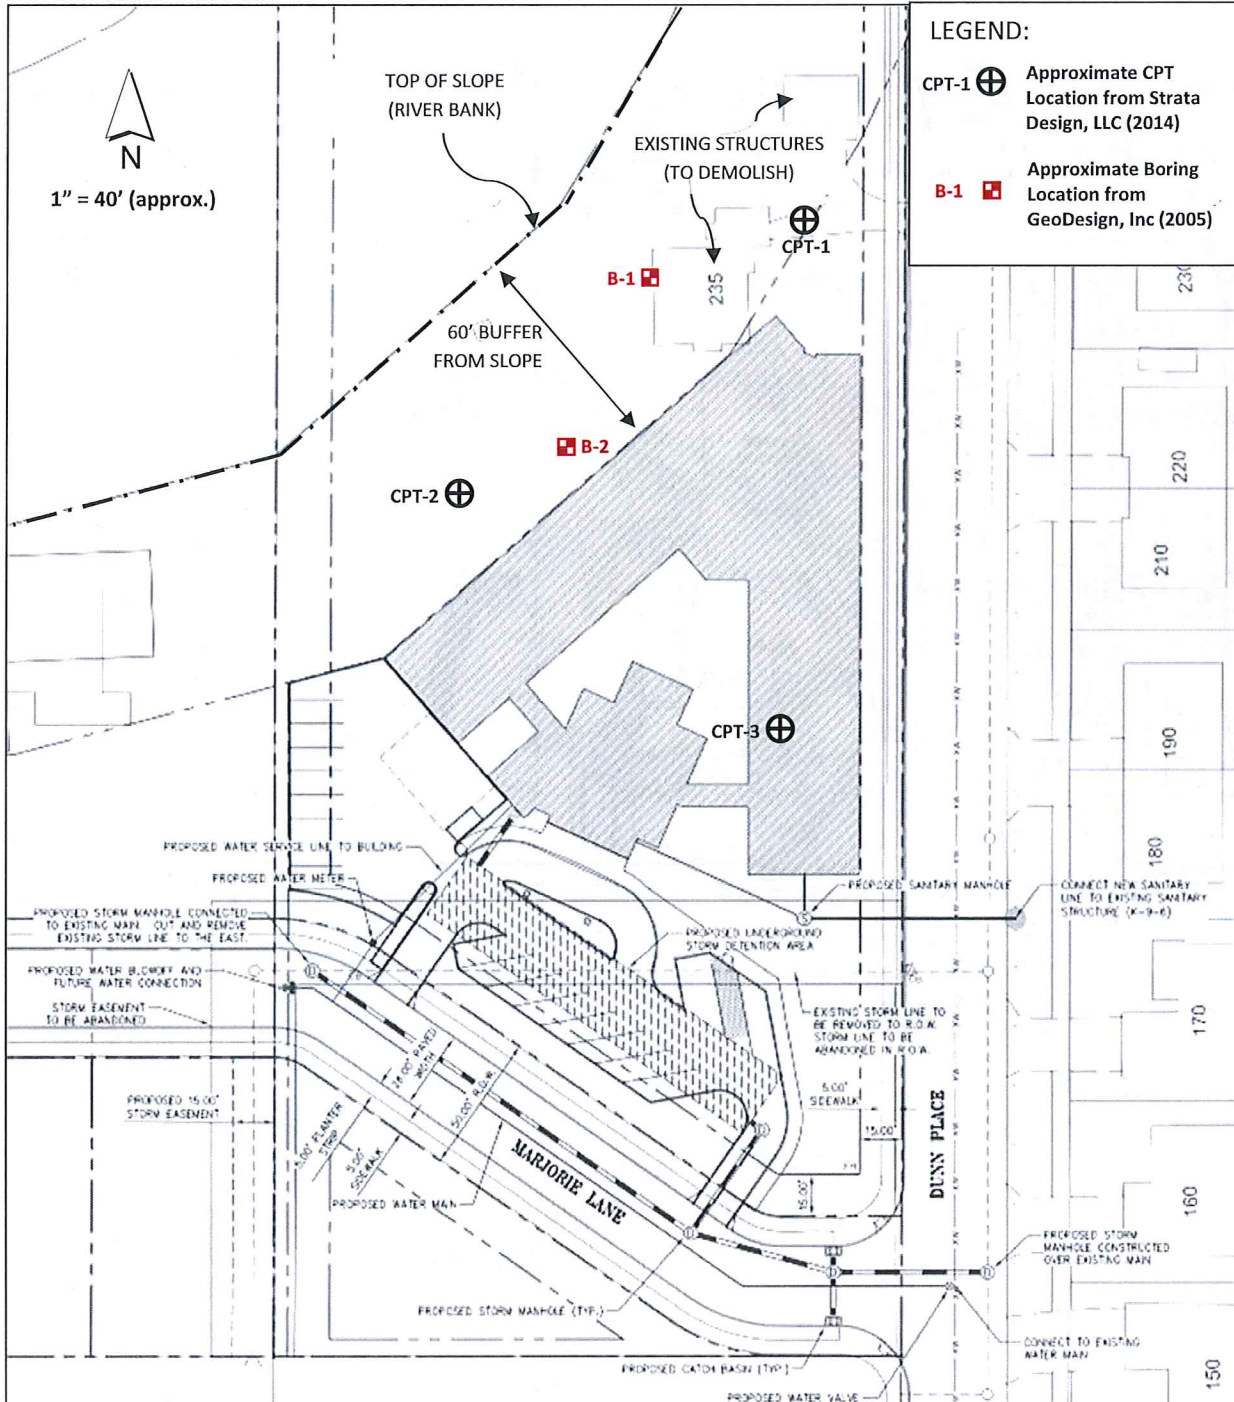 LEGEND:
CPT-1
Approximate CPT
Location from Strata
Design, LLC (2014)
B-1
Approximate Boring
Location from
GeoDesign, Inc (2005)
N
1” = 40’ (approx.)
TOP OF SLOPE
(RIVER BANK)
EXISTING STRUCTURES
(TO DEMOLISH)
CPT-1
B-1
235
230
60’ BUFFER
FROM SLOPE
B-2
CPT-2
220
210
CPT-3
190
180
PROPOSED WATER SERVICE LINE TO BUILDING
PROPOSED WATER METER
PROPOSED STORM MANHOLE CONNECTED
TO EXISTING MAIN. CUT AND REMOVE
EXISTING STORM LINE TO THE EAST.
PROPOSED WATER BLOWOFF AND
FUTURE WATER CONNECTION
STORM EASEMENT
TO BE ABANDONED
PROPOSED SANITARY MANHOLE
S
CONNECT NEW SANITARY
LINE TO EXISTING SANITARY
STRUCTURE (K-9-6)
PROPOSED UNDERGROUND
STORM DETENTION AREA
EXISTING STORM LINE TO
BE REMOVED TO R.O.W.
STORM LINE TO BE
ABANDONED IN R.O.W.
170
5.00'
SIDEWALK
15.00'
PROPOSED 15.00'
STORM EASEMENT
5.00' PLANTER
STRIP
5.00'
SIDEWALK
28.00' PAVED
WIDTH
50.00' R.O.W.
D
D
MARJORIE LANE
DUNN PLACE
15.00'
PROPOSED WATER MAIN
160
D
D
D
PROPOSED STORM
MANHOLE CONSTRUCTED
OVER EXISTING MAIN
PROPOSED STORM MANHOLE (TYP.)
CONNECT TO EXISTING
WATER MAIN
PROPOSED CATCH BASIN (TYP.)
PROPOSED WATER VALVE
150